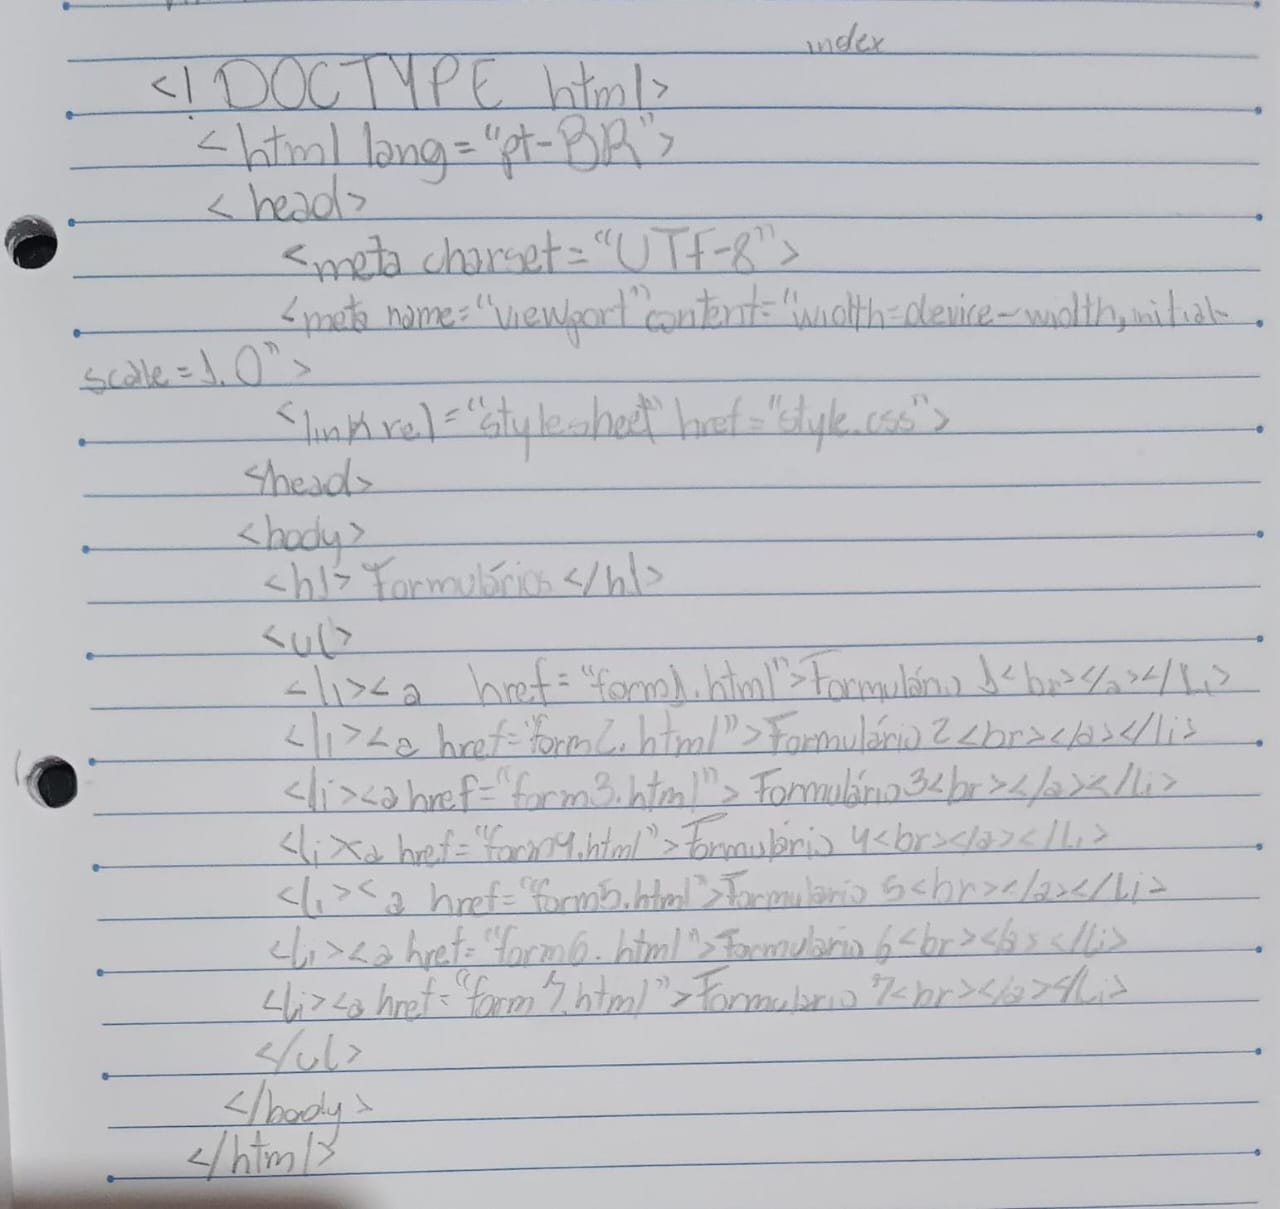 index
<!DOCTYPE html>
<html lang="pt-BR">
<head>
<meta charset="UTF-8">
<meta name="viewport" content="width=device-width, initial-
scale=1.0">
<link rel="stylesheet" href="style.css">
</head>
<body>
<h1> Formulários </h1>
<ul>
<li><a href="form1.html">Formulário 1<br></a></li>
<li><a href="form2.html">Formulário 2<br></a></li>
<li><a href="form3.html"> Formulário 3<br></a></li>
<li><a href="form4.html">Formulário 4<br></a></li>
<li><a href="form5.html">Formulario 5<br></a></li>
<li><a href="form6.html">Formulario 6<br></a></li>
<li><a href="form7.html">Formulario 7<br></a></li>
</ul>
</body>
</html>